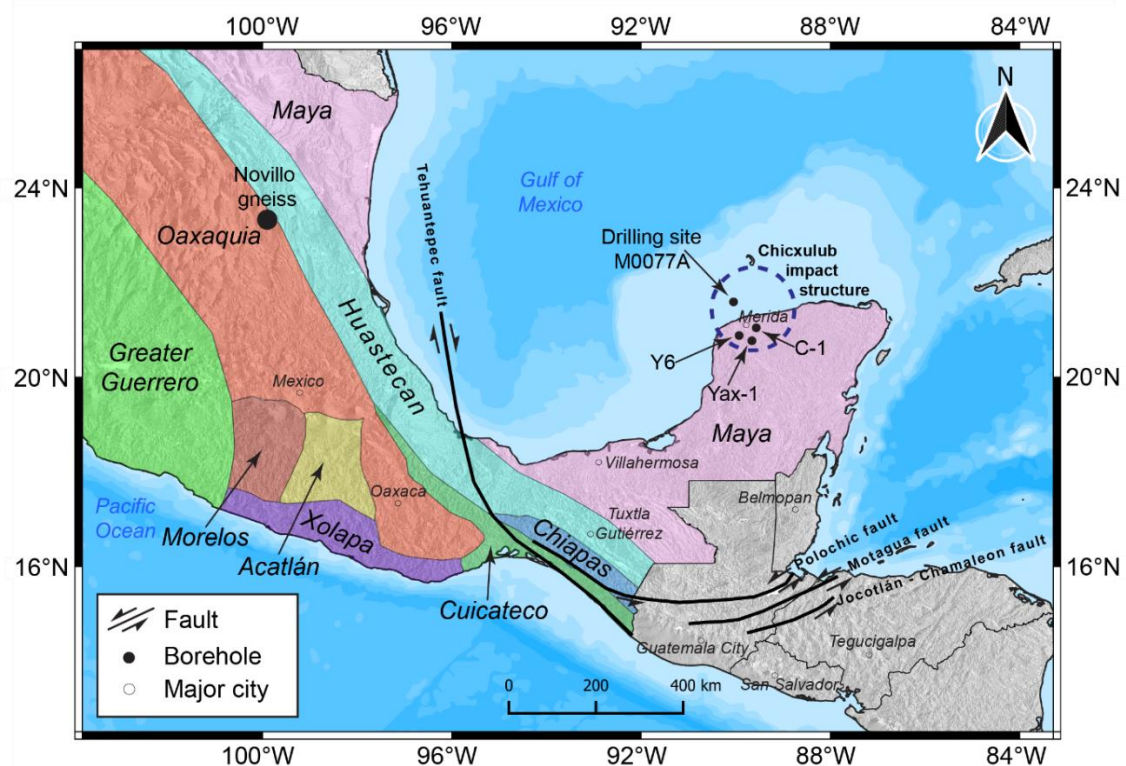 100°W
96°W
92°W
88°W
84°W
N
Maya
24°N
24°N
Novillo
gneiss
Oaxaquia
Tehuantepec fault
Gulf of
Mexico
Drilling site
M0077A
Chicxulub
impact
structure
Merida
Huastecan
Y6
C-1
Yax-1
Greater
Guerrero
20°N
20°N
Mexico
Maya
Villahermosa
Belmopan
Oaxaca
Tuxtla
Gutiérrez
Pacific
Ocean
Morelos
Xolapa
Acatlán
Chiapas
Polochic fault
Motagua fault
Jocotlán - Chamaleon fault
16°N
16°N
Cuicateco
Fault
Borehole
Major city
Guatemala City
Tegucigalpa
San Salvador
0 200 400 km
100°W
96°W
92°W
88°W
84°W